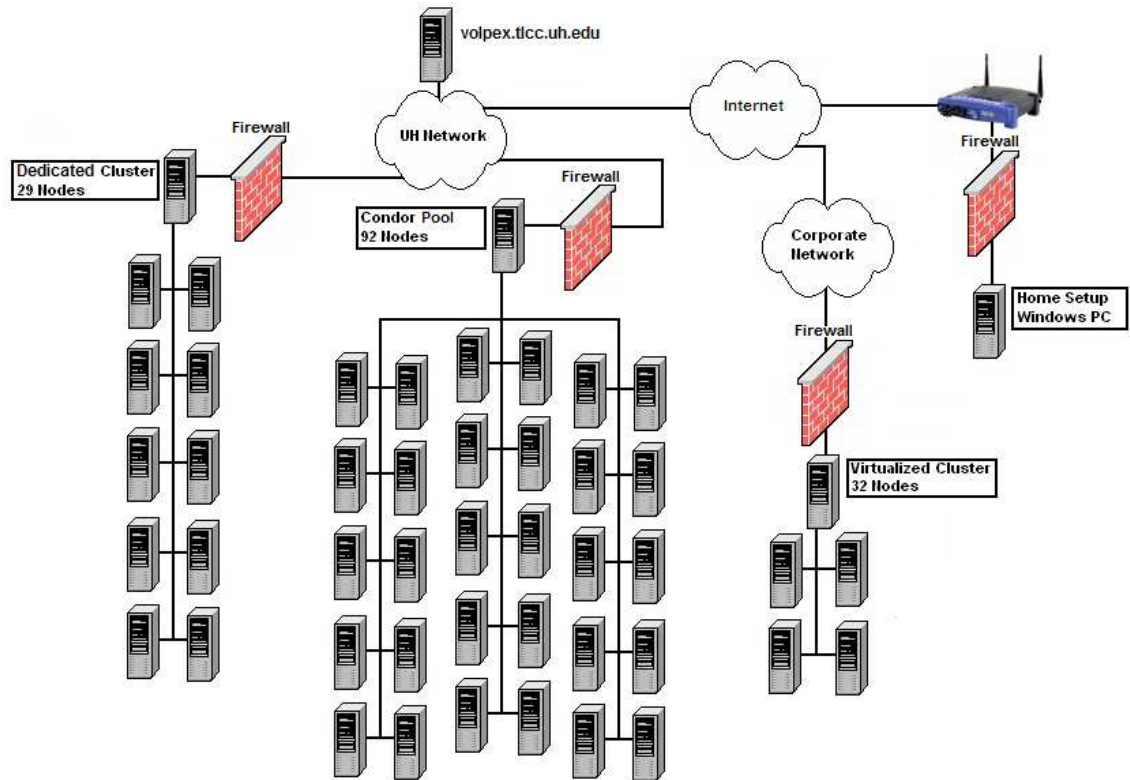 volpex.tlcc.uh.edu
UH Network
Internet
Firewall
Dedicated Cluster
29 Nodes
Firewall
Condor Pool
92 Nodes
Firewall
Corporate
Network
Home Setup
Windows PC
Firewall
Virtualized Cluster
32 Nodes